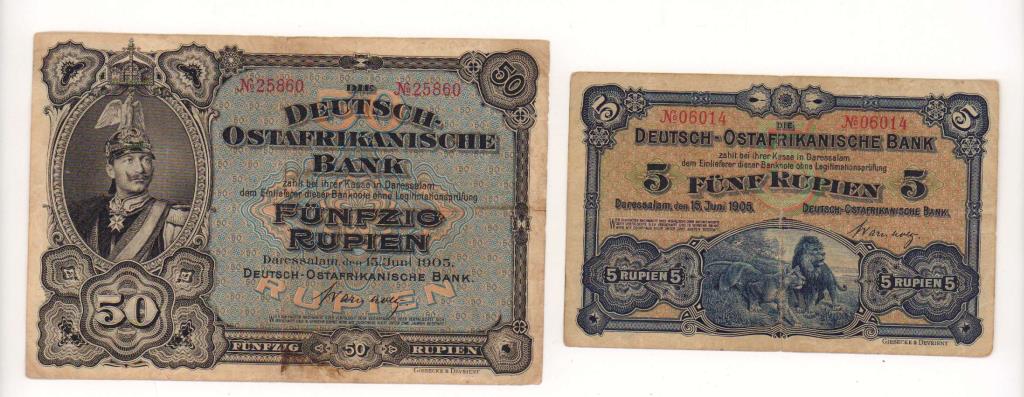 50
№25860 №25860
DIE
DEUTSCH-
OSTAFRIKANISCHE
BANK
zahlt bei ihrer Kasse in Daressalam
dem Einlieferer dieser Banknote ohne Legitimationsprüfung
FÜNFZIG
RUPIEN
Daressalam, den 15. Juni 1905.
DEUTSCH-OSTAFRIKANISCHE BANK.
RUPIEN
50
FÜNFZIG 50 RUPIEN
GIESECKE & DEVRIENT
5 5
№06014 №06014
DIE
DEUTSCH-OSTAFRIKANISCHE BANK
zahlt bei ihrer Kasse in Daressalam
dem Einlieferer dieser Banknote ohne Legitimationsprüfung
5 FÜNF RUPIEN 5
Daressalam, den 15. Juni 1905. DEUTSCH-OSTAFRIKANISCHE BANK.
5 RUPIEN 5 5 RUPIEN 5
GIESECKE & DEVRIENT